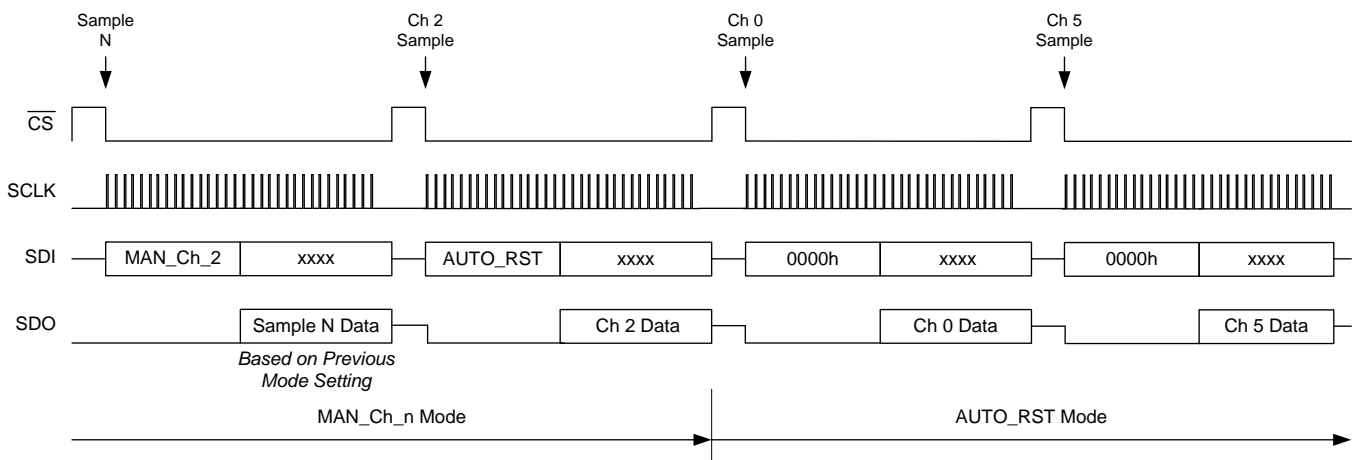 Sample
N
Ch 2
Sample
Ch 0
Sample
Ch 5
Sample
CS
SCLK
SDI
MAN_Ch_2
xxxx
AUTO_RST
xxxx
0000h
xxxx
0000h
xxxx
SDO
Sample N Data
Ch 2 Data
Ch 0 Data
Ch 5 Data
Based on Previous
Mode Setting
MAN_Ch_n Mode
AUTO_RST Mode